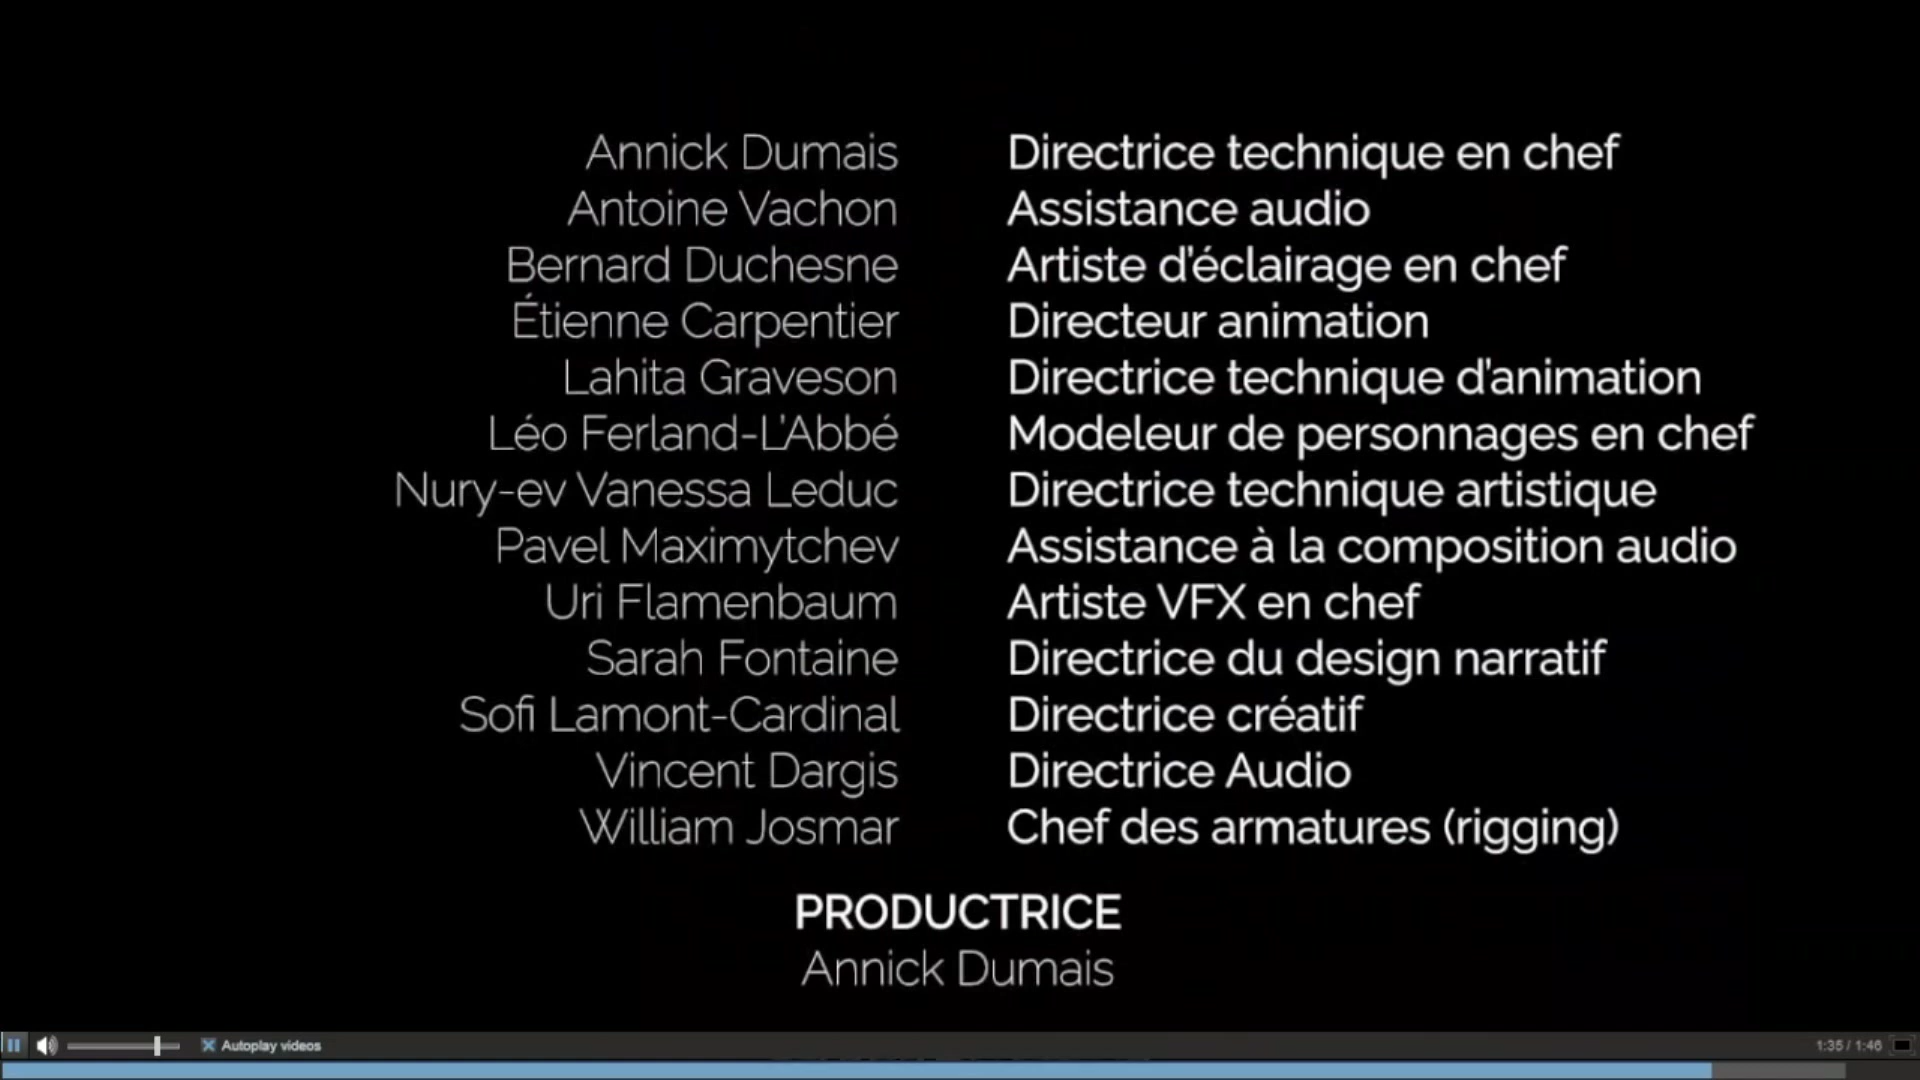 Annick Dumais Directrice technique en chef
Antoine Vachon Assistance audio
Bernard Duchesne Artiste d'éclairage en chef
Étienne Carpentier Directeur animation
Lahita Graveson Directrice technique d'animation
Léo Ferland-L'Abbé Modeleur de personnages en chef
Nury-ev Vanessa Leduc Directrice technique artistique
Pavel Maximytchev Assistance à la composition audio
Uri Flamenbaum Artiste VFX en chef
Sarah Fontaine Directrice du design narratif
Sofi Lamont-Cardinal Directrice créatif
Vincent Dargis Directrice Audio
William Josmar Chef des armatures (rigging)
PRODUCTRICE
Annick Dumais
Autoplay videos 1:35 / 1:46